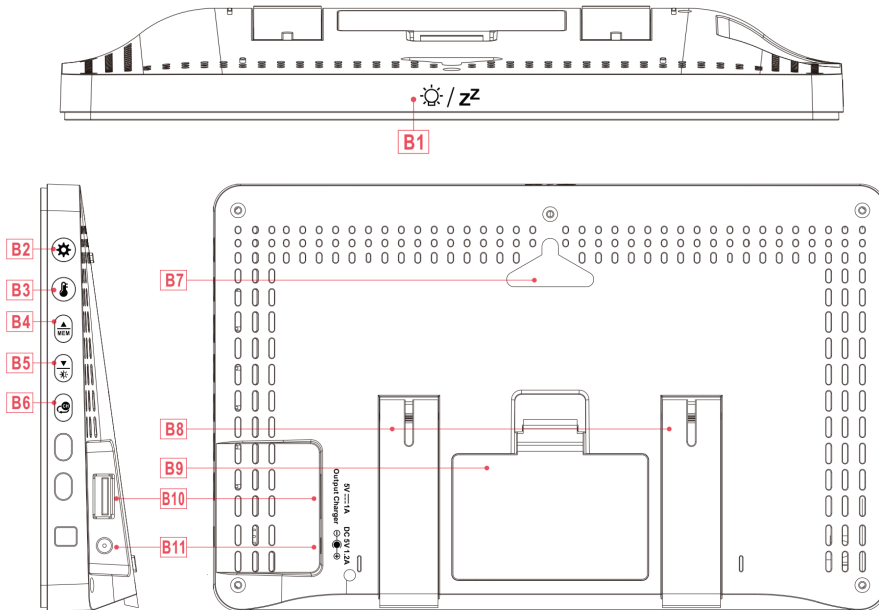 / zZ
B1
B2
B3
B4
MEM
B5
B6
B7
B8
B9
B10
B11
5V 1A
Output Charger
DC 5V 1.2A